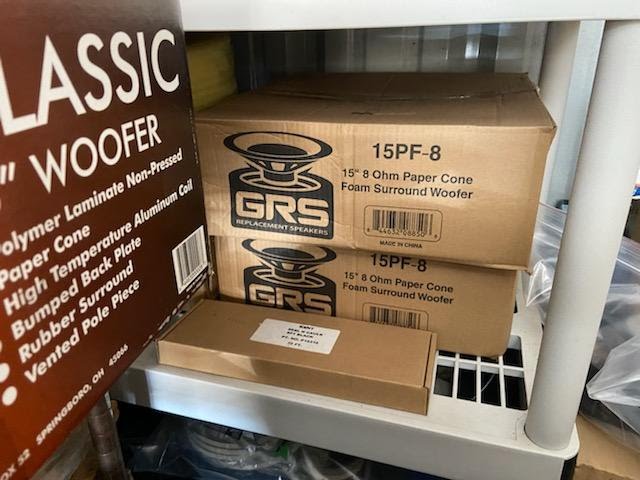 LASSIC
" WOOFER
olymer Laminate Non-Pressed
Paper Cone
High Temperature Aluminum Coil
Bumped Back Plate
Rubber Surround
Vented Pole Piece
OX 52 SPRINGBORO, OH 45066
GRS
REPLACEMENT SPEAKERS
15PF-8
15" 8 Ohm Paper Cone
Foam Surround Woofer
MADE IN CHINA
GRS
15PF-8
15" 8 Ohm Paper Cone
Foam Surround Woofer